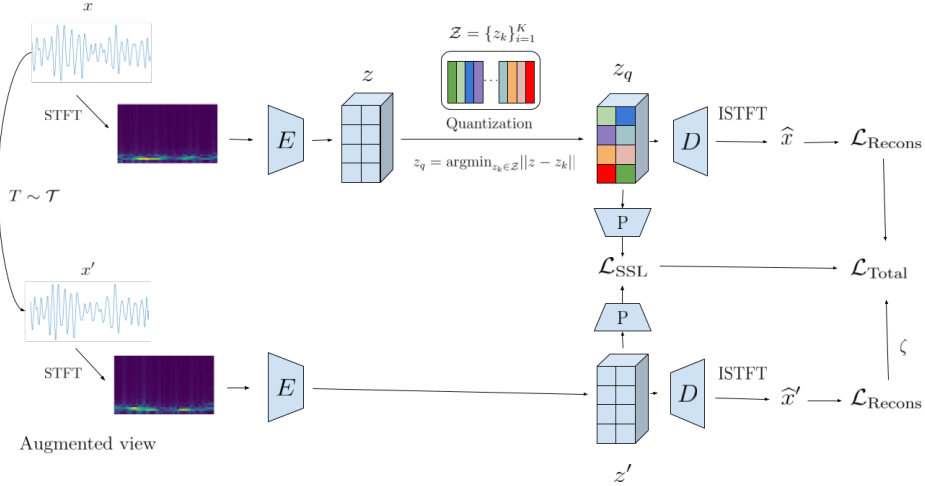 x
STFT
E
z
𝒵 = {z_k}_{i=1}^K
...
Quantization
z_q = argmin_{z_k∈𝒵}||z − z_k||
z_q
D
ISTFT
x̂
ℒ_Recons
T ∼ 𝒯
P
ℒ_SSL
ℒ_Total
P
ζ
x′
STFT
E
z′
D
ISTFT
x̂′
ℒ_Recons
Augmented view